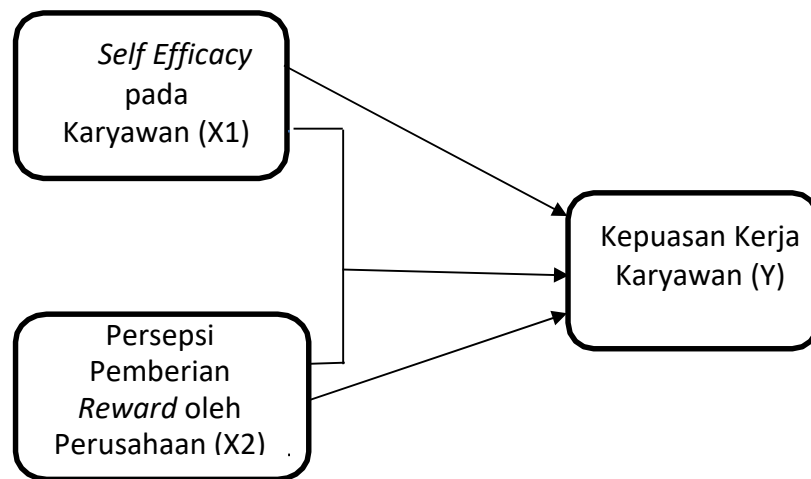 Self Efficacy
pada
Karyawan (X1)
Kepuasan Kerja
Karyawan (Y)
Persepsi
Pemberian
Reward oleh
Perusahaan (X2)